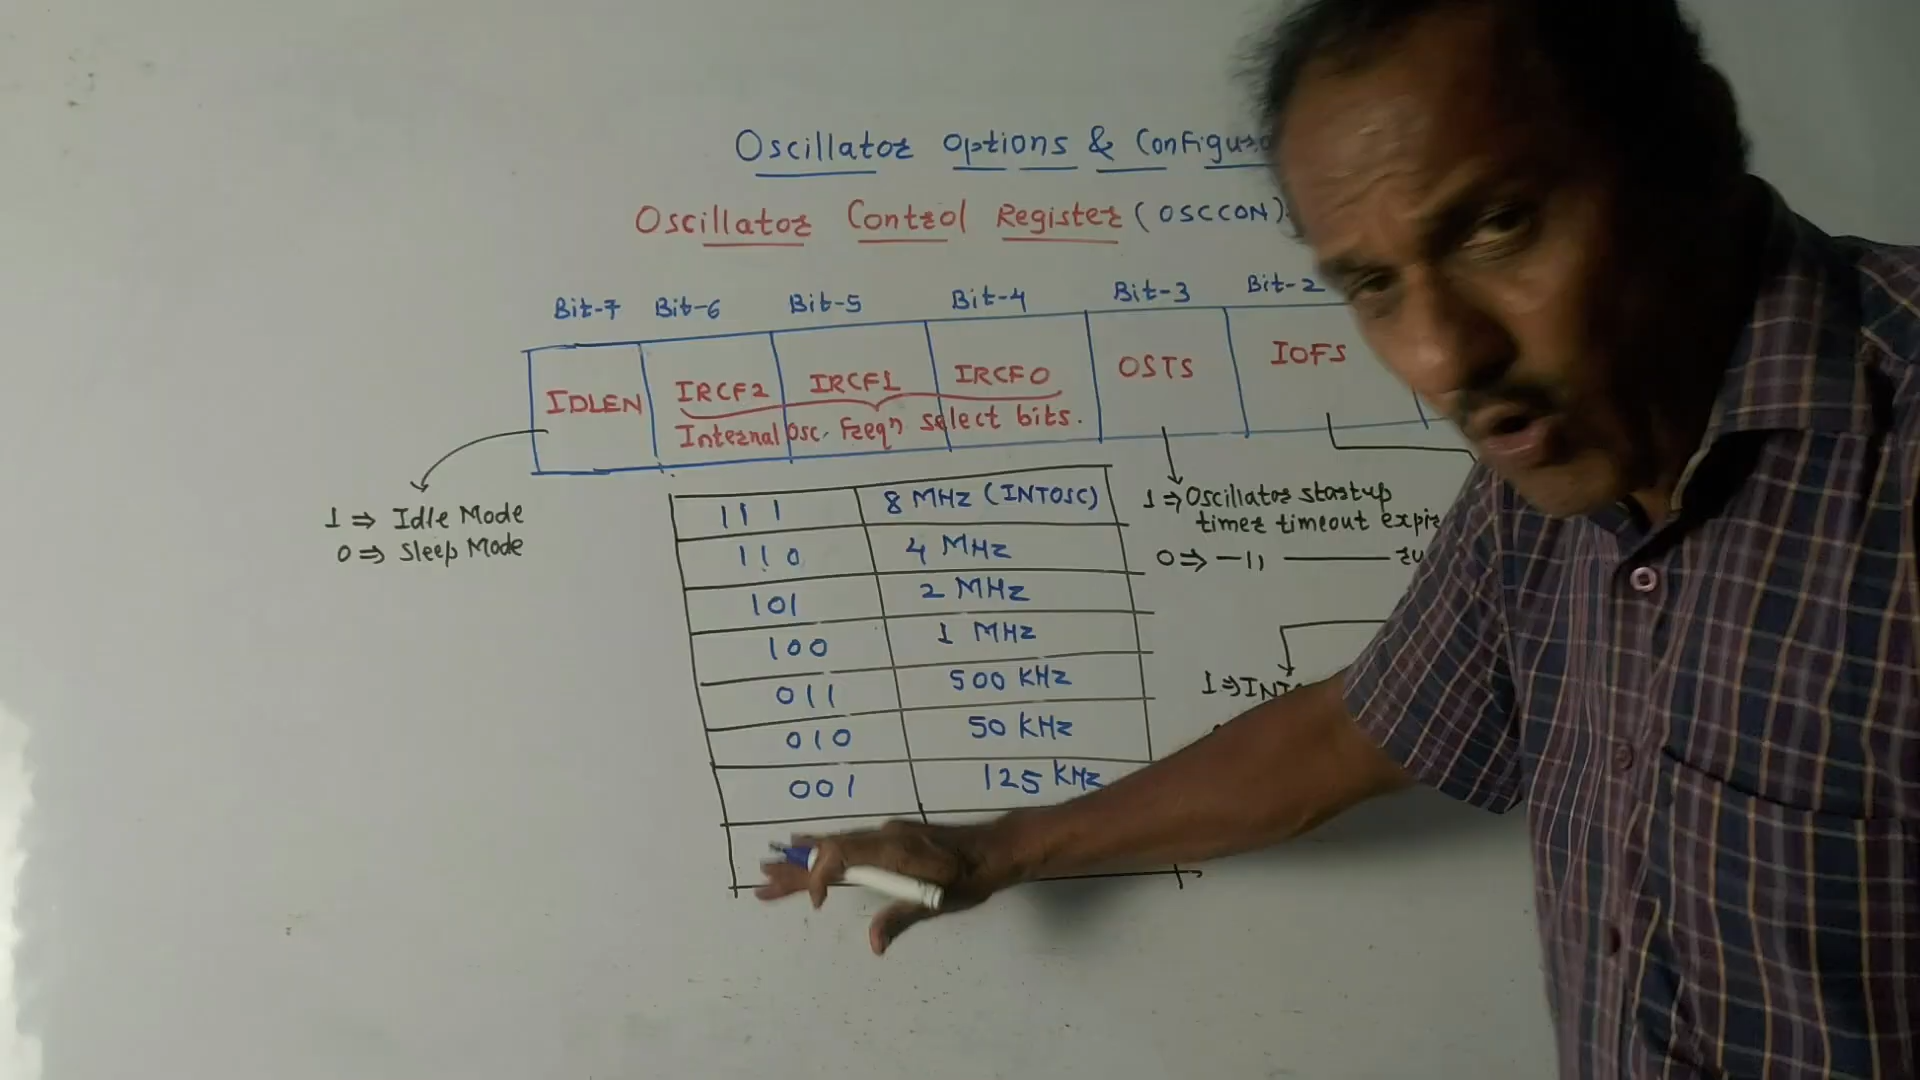 Oscillator Options &
Oscillator Control Register (OSCCON):
Bit-7 Bit-6 Bit-5 Bit-4 Bit-3 Bit-2
IDLEN IRCF2 IRCF1 IRCF0 OSTS IOFS
Internal Osc. Freqn select bits.
1 ⇒ Idle Mode
0 ⇒ Sleep Mode
111 8 MHz (INTOSC)
110 4 MHz
101 2 MHz
100 1 MHz
011 500 KHz
010 50 KHz
001 125 KHz
1 ⇒ Oscillator startup
timer timeout
0 ⇒ —11 ———
1 ⇒